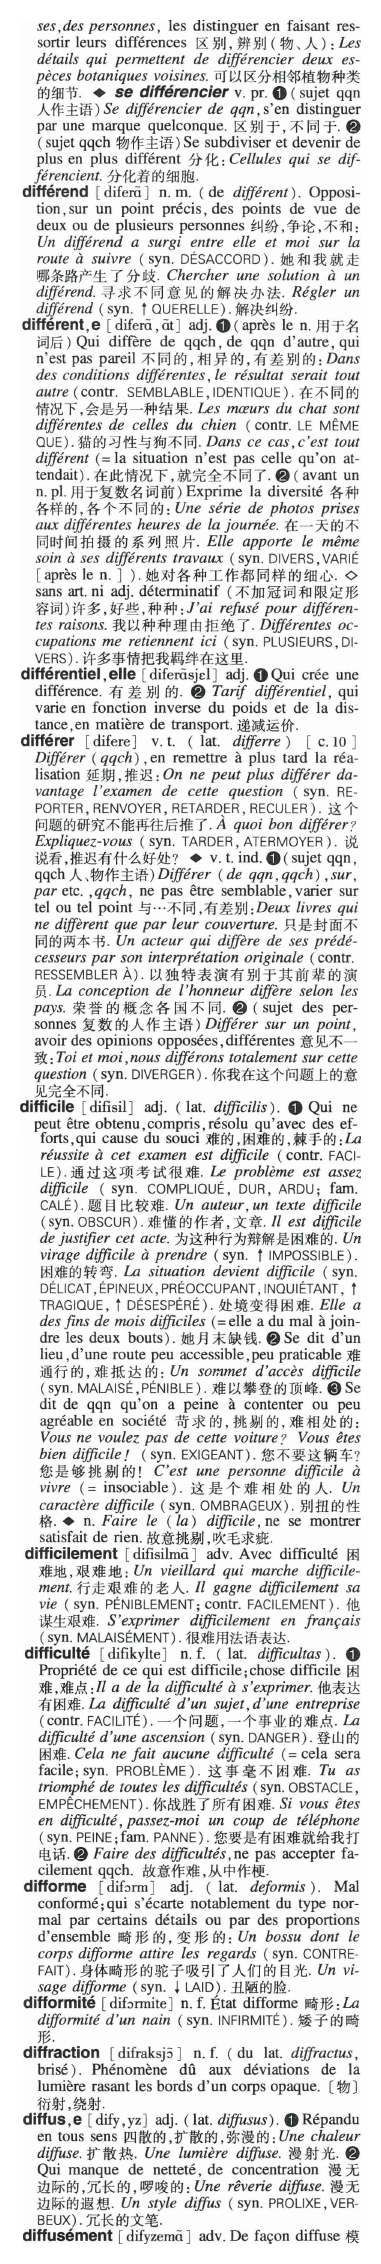 ses, des personnes, les distinguer en faisant res-
sortir leurs différences 区别,辨别(物、人): Les
détails qui permettent de différencier deux es-
pèces botaniques voisines. 可以区分相邻植物种类
的细节. ◆ se différencier v. pr. ❶ ( sujet qqn
人作主语) Se différencier de qqn, s'en distinguer
par une marque quelconque. 区别于,不同于. ❷
(sujet qqch 物作主语) Se subdiviser et devenir de
plus en plus différent 分化: Cellules qui se dif-
férencient. 分化着的细胞.
différend [diferɑ̃] n. m. ( de différent). Opposi-
tion, sur un point précis, des points de vue de
deux ou de plusieurs personnes 纠纷,争论,不和:
Un différend a surgi entre elle et moi sur la
route à suivre (syn. DÉSACCORD). 她和我就走
哪条路产生了分歧. Chercher une solution à un
différend. 寻求不同意见的解决办法. Régler un
différend (syn. ↑ QUERELLE). 解决纠纷.
différent, e [diferɑ̃, ɑ̃t] adj. ❶ (après le n. 用于名
词后) Qui diffère de qqch, de qqn d'autre, qui
n'est pas pareil 不同的,相异的,有差别的: Dans
des conditions différentes, le résultat serait tout
autre (contr. SEMBLABLE, IDENTIQUE). 在不同的
情况下,会是另一种结果. Les mœurs du chat sont
différentes de celles du chien (contr. LE MÊME
QUE). 猫的习性与狗不同. Dans ce cas, c'est tout
différent (= la situation n'est pas celle qu'on at-
tendait). 在此情况下,就完全不同了. ❷ (avant un
n. pl. 用于复数名词前) Exprime la diversité 各种
各样的,各个不同的: Une série de photos prises
aux différentes heures de la journée. 在一天的不
同时间拍摄的系列照片. Elle apporte le même
soin à ses différents travaux (syn. DIVERS, VARIÉ
[après le n. ] ). 她对各种工作都同样的细心. ◇
sans art. ni adj. déterminatif (不加冠词和限定形
容词)许多,好些,种种: J'ai refusé pour différen-
tes raisons. 我以种种理由拒绝了. Différentes oc-
cupations me retiennent ici (syn. PLUSIEURS, DI-
VERS). 许多事情把我羁绊在这里.
différentiel, elle [diferɑ̃sjɛl] adj. ❶ Qui crée une
différence. 有差别的. ❷ Tarif différentiel, qui
varie en fonction inverse du poids et de la dis-
tance, en matière de transport. 递减运价.
différer [difere] v. t. ( lat. differre) [ c. 10 ]
Différer (qqch), en remettre à plus tard la réa-
lisation 延期,推迟: On ne peut plus différer da-
vantage l'examen de cette question (syn. RE-
PORTER, RENVOYER, RETARDER, RECULER). 这个
问题的研究不能再往后推了. À quoi bon différer?
Expliquez-vous (syn. TARDER, ATERMOYER). 说
说看,推迟有什么好处? ◆ v. t. ind. ❶ (sujet qqn,
qqch 人、物作主语) Différer (de qqn, qqch), sur,
par etc. , qqch, ne pas être semblable, varier sur
tel ou tel point 与…不同,有差别: Deux livres qui
ne diffèrent que par leur couverture. 只是封面不
同的两本书. Un acteur qui diffère de ses prédé-
cesseurs par son interprétation originale (contr.
RESSEMBLER À). 以独特表演有别于其前辈的演
员. La conception de l'honneur diffère selon les
pays. 荣誉的概念各国不同. ❷ ( sujet des per-
sonnes 复数的人作主语) Différer sur un point,
avoir des opinions opposées, différentes 意见不一
致: Toi et moi, nous différons totalement sur cette
question (syn. DIVERGER). 你我在这个问题上的意
见完全不同.
difficile [difisil] adj. ( lat. difficilis). ❶ Qui ne
peut être obtenu, compris, résolu qu'avec des ef-
forts, qui cause du souci 难的,困难的,棘手的: La
réussite à cet examen est difficile (contr. FACI-
LE). 通过这项考试很难. Le problème est assez
difficile ( syn. COMPLIQUÉ, DUR, ARDU; fam.
CALÉ). 题目比较难. Un auteur, un texte difficile
(syn. OBSCUR). 难懂的作者,文章. Il est difficile
de justifier cet acte. 为这种行为辩解是困难的. Un
virage difficile à prendre (syn. ↑ IMPOSSIBLE).
困难的转弯. La situation devient difficile (syn.
DÉLICAT, ÉPINEUX, PRÉOCCUPANT, INQUIÉTANT, ↑
TRAGIQUE, ↑ DÉSESPÉRÉ). 处境变得困难. Elle a
des fins de mois difficiles (= elle a du mal à join-
dre les deux bouts). 她月末缺钱. ❷ Se dit d'un
lieu, d'une route peu accessible, peu praticable 难
通行的,难抵达的: Un sommet d'accès difficile
(syn. MALAISÉ, PÉNIBLE). 难以攀登的顶峰. ❸ Se
dit de qqn qu'on a peine à contenter ou peu
agréable en société 苛求的,挑剔的,难相处的:
Vous ne voulez pas de cette voiture? Vous êtes
bien difficile! (syn. EXIGEANT). 您不要这辆车?
您是够挑剔的! C'est une personne difficile à
vivre (= insociable). 这是个难相处的人. Un
caractère difficile (syn. OMBRAGEUX). 别扭的性
格. ◆ n. Faire le (la) difficile, ne se montrer
satisfait de rien. 故意挑剔,吹毛求疵.
difficilement [difisilmɑ̃] adv. Avec difficulté 困
难地,艰难地: Un vieillard qui marche difficile-
ment. 行走艰难的老人. Il gagne difficilement sa
vie (syn. PÉNIBLEMENT; contr. FACILEMENT). 他
谋生艰难. S'exprimer difficilement en français
(syn. MALAISÉMENT). 很难用法语表达.
difficulté [difikylte] n. f. ( lat. difficultas). ❶
Propriété de ce qui est difficile; chose difficile 困
难,难点: Il a de la difficulté à s'exprimer. 他表达
有困难. La difficulté d'un sujet, d'une entreprise
(contr. FACILITÉ). 一个问题,一个事业的难点. La
difficulté d'une ascension (syn. DANGER). 登山的
困难. Cela ne fait aucune difficulté (= cela sera
facile; syn. PROBLÈME). 这事毫不困难. Tu as
triomphé de toutes les difficultés (syn. OBSTACLE,
EMPÊCHEMENT). 你战胜了所有困难. Si vous êtes
en difficulté, passez-moi un coup de téléphone
(syn. PEINE; fam. PANNE). 您要是有困难就给我打
电话. ❷ Faire des difficultés, ne pas accepter fa-
cilement qqch. 故意作难,从中作梗.
difforme [difɔrm] adj. ( lat. deformis). Mal
conformé; qui s'écarte notablement du type nor-
mal par certains détails ou par des proportions
d'ensemble 畸形的,变形的: Un bossu dont le
corps difforme attire les regards (syn. CONTRE-
FAIT). 身体畸形的驼子吸引了人们的目光. Un vi-
sage difforme (syn. ↓ LAID). 丑陋的脸.
difformité [difɔrmite] n. f. État difforme 畸形: La
difformité d'un nain (syn. INFIRMITÉ). 矮子的畸
形.
diffraction [difraksjɔ̃] n. f. ( du lat. diffractus,
brisé). Phénomène dû aux déviations de la
lumière rasant les bords d'un corps opaque. 〔物〕
衍射,绕射.
diffus, e [dify, yz] adj. (lat. diffusus). ❶ Répandu
en tous sens 四散的,扩散的,弥漫的: Une chaleur
diffuse. 扩散热. Une lumière diffuse. 漫射光. ❷
Qui manque de netteté, de concentration 漫无
边际的,冗长的,啰唆的: Une rêverie diffuse. 漫无
边际的遐想. Un style diffus (syn. PROLIXE, VER-
BEUX). 冗长的文笔.
diffusément [difyzemɑ̃] adv. De façon diffuse 模